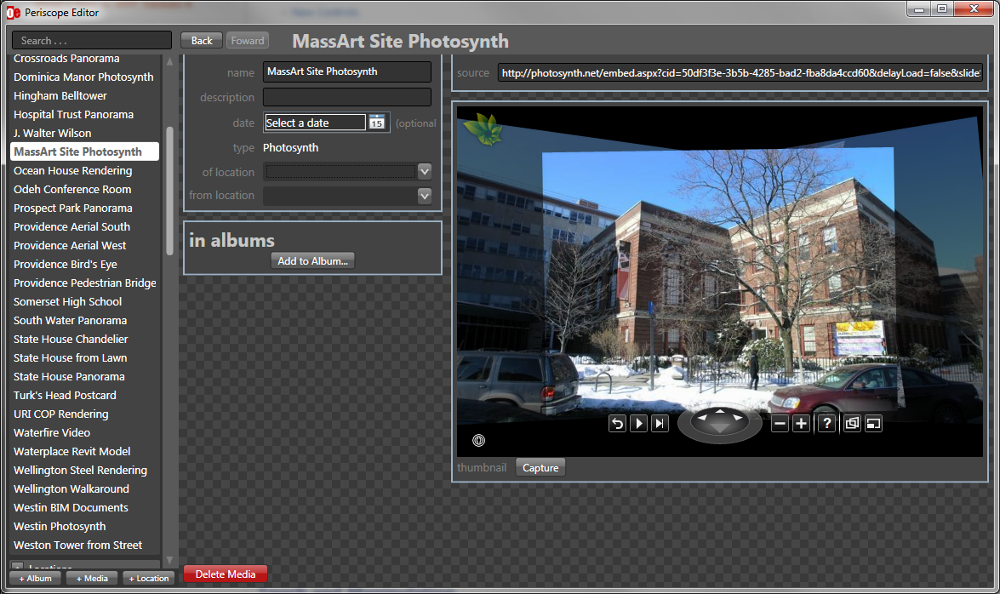 Periscope Editor
Search . . .
Back
Foward
MassArt Site Photosynth
Crossroads Panorama
Dominica Manor Photosynth
Hingham Belltower
Hospital Trust Panorama
J. Walter Wilson
MassArt Site Photosynth
Ocean House Rendering
Odeh Conference Room
Prospect Park Panorama
Providence Aerial South
Providence Aerial West
Providence Bird's Eye
Providence Pedestrian Bridge
Somerset High School
South Water Panorama
State House Chandelier
State House from Lawn
State House Panorama
Turk's Head Postcard
URI COP Rendering
Waterfire Video
Waterplace Revit Model
Wellington Steel Rendering
Wellington Walkaround
Westin BIM Documents
Westin Photosynth
Weston Tower from Street
Locations
+ Album
+ Media
+ Location
name
MassArt Site Photosynth
description
date
Select a date
15
(optional
type
Photosynth
of location
from location
in albums
Add to Album...
Delete Media
source
http://photosynth.net/embed.aspx?cid=50df3f3e-3b5b-4285-bad2-fba8da4ccd60&delayLoad=false&slide
?
thumbnail
Capture